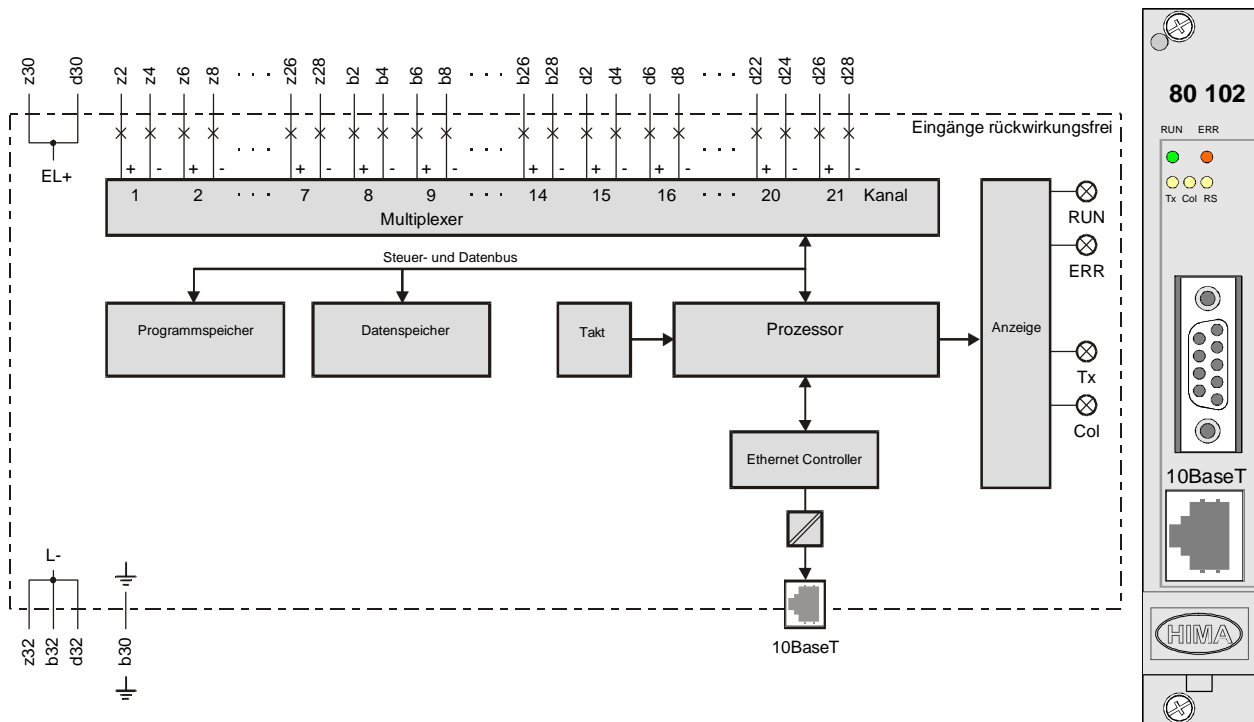 z30 d30 z2 z4 z6 z8 · · · · z26 z28 b2 b4 b6 b8 · · · · b26 b28 d2 d4 d6 d8 · · · · d22 d24 d26 d28
Eingänge rückwirkungsfrei
EL+
+ - + - + - + - + - + - + - + - + - + -
1 2 · · · · 7 8 9 · · · · 14 15 16 · · · · 20 21 Kanal
Multiplexer
Steuer- und Datenbus
Programmspeicher
Datenspeicher
Takt
Prozessor
Anzeige
RUN
ERR
Tx
Col
Ethernet Controller
10BaseT
L-
z32 b32 d32 b30
80 102
RUN ERR
Tx Col RS
10BaseT
HIMA